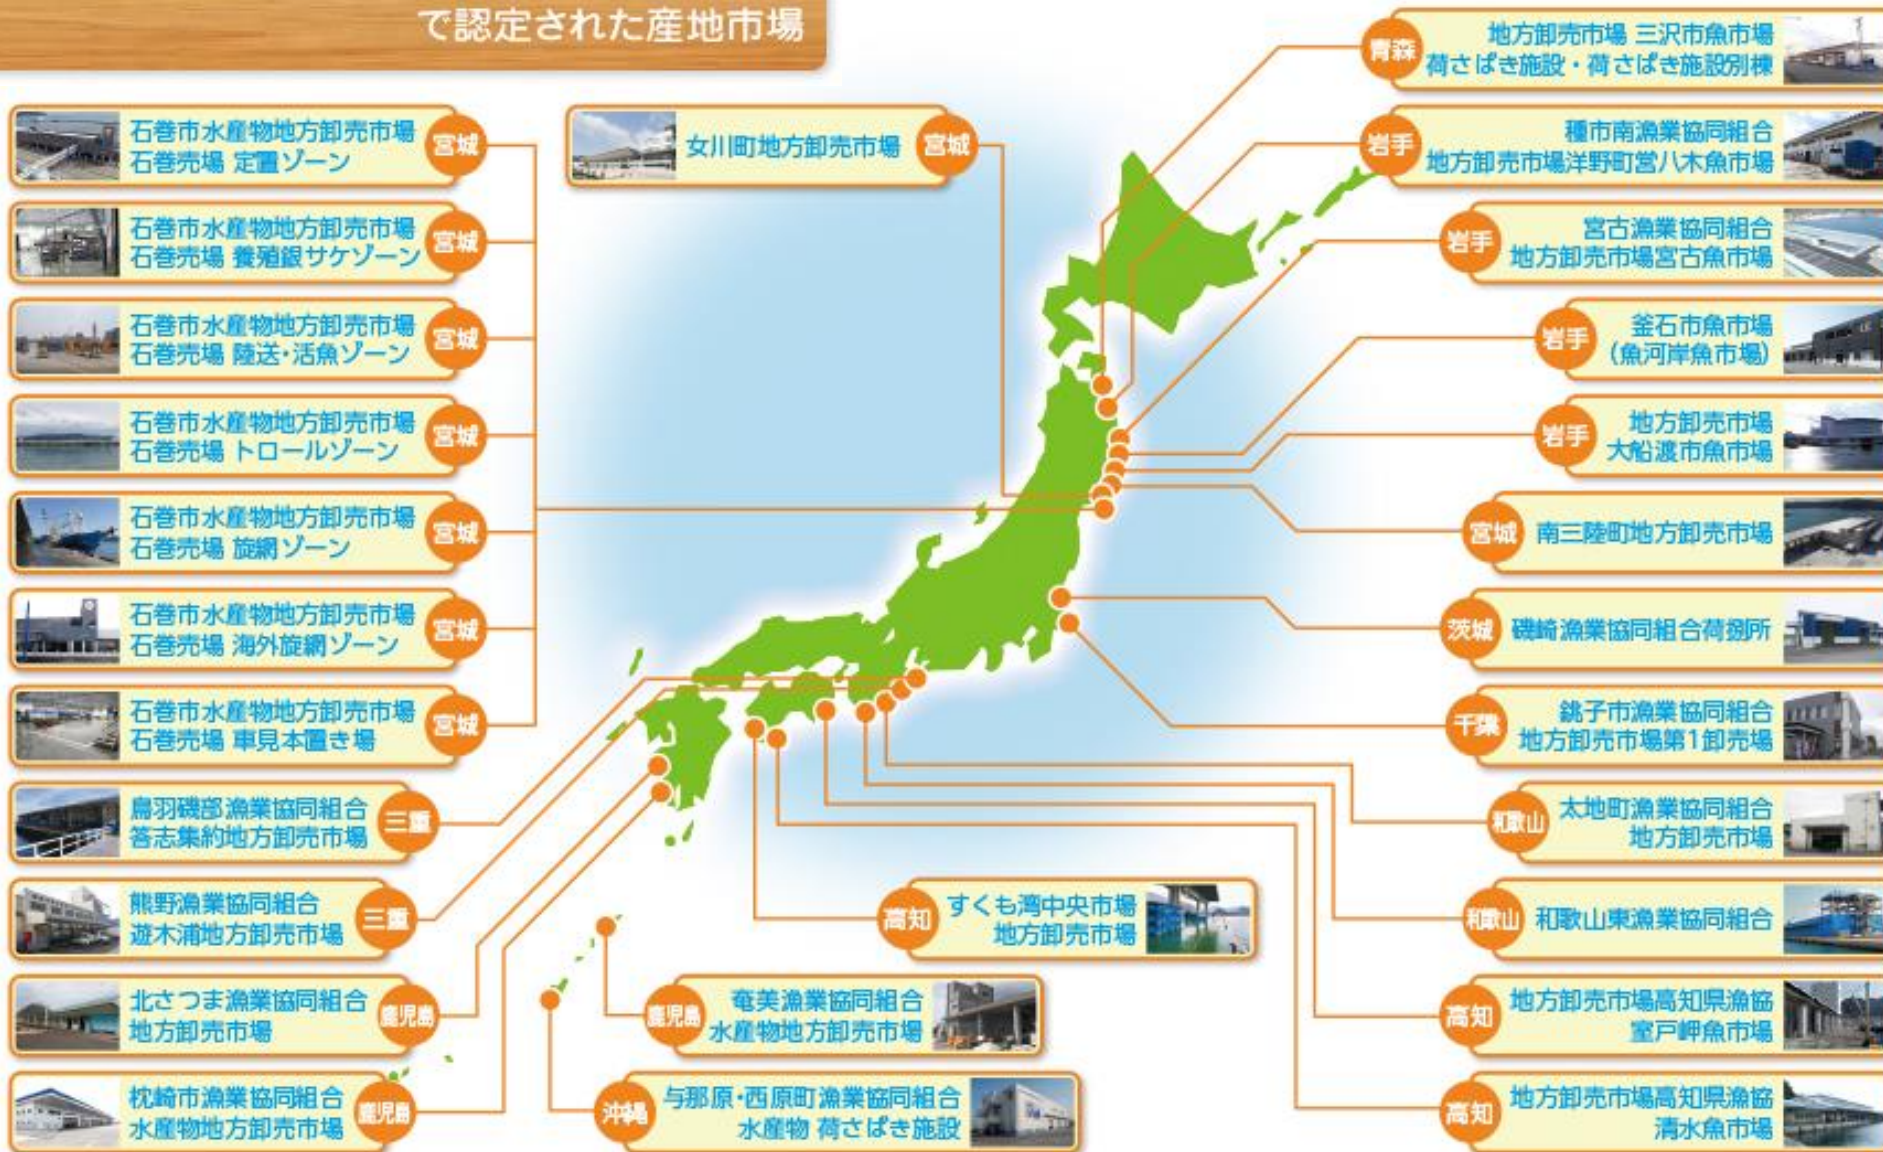 で認定された産地市場
石巻市水産物地方卸売市場
石巻売場 定置ゾーン
宮城
石巻市水産物地方卸売市場
石巻売場 養殖銀サケゾーン
宮城
石巻市水産物地方卸売市場
石巻売場 陸送・活魚ゾーン
宮城
石巻市水産物地方卸売市場
石巻売場 トロールゾーン
宮城
石巻市水産物地方卸売市場
石巻売場 旋網ゾーン
宮城
石巻市水産物地方卸売市場
石巻売場 海外旋網ゾーン
宮城
石巻市水産物地方卸売市場
石巻売場 車見本置き場
宮城
鳥羽磯部漁業協同組合
答志集約地方卸売市場
三重
熊野漁業協同組合
遊木浦地方卸売市場
三重
北さつま漁業協同組合
地方卸売市場
鹿児島
枕崎市漁業協同組合
水産物地方卸売市場
鹿児島
女川町地方卸売市場
宮城
高知
すくも湾中央市場
地方卸売市場
鹿児島
奄美漁業協同組合
水産物地方卸売市場
沖縄
与那原・西原町漁業協同組合
水産物 荷さばき施設
青森
地方卸売市場 三沢市魚市場
荷さばき施設・荷さばき施設別棟
岩手
種市南漁業協同組合
地方卸売市場洋野町営八木魚市場
岩手
宮古漁業協同組合
地方卸売市場宮古魚市場
岩手
釜石市魚市場
(魚河岸魚市場)
岩手
地方卸売市場
大船渡市魚市場
宮城
南三陸町地方卸売市場
茨城
磯崎漁業協同組合荷捌所
千葉
銚子市漁業協同組合
地方卸売市場第1卸売場
和歌山
太地町漁業協同組合
地方卸売市場
和歌山
和歌山東漁業協同組合
高知
地方卸売市場高知県漁協
室戸岬魚市場
高知
地方卸売市場高知県漁協
清水魚市場